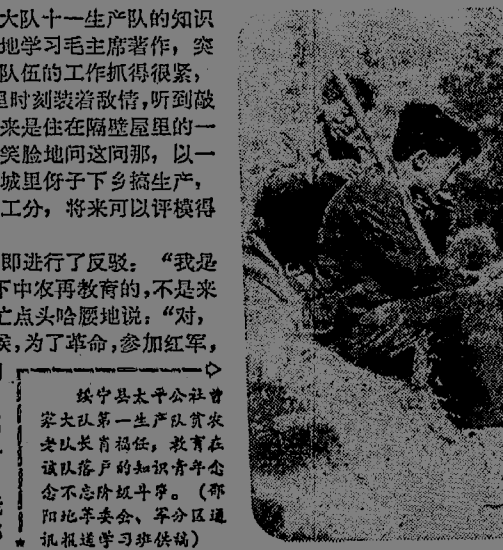 大队十一生产队的知识
地学习毛主席著作，突
队伍的工作抓得很紧，
里时刻装着敌情，听到敲
来是住在隔壁屋里的一
笑脸地问这问那，以一
城里伢子下乡搞生产，
工分，将来可以评模得
即进行了反驳：“我是
下中农再教育的，不是来
忙点头哈腰地说：“对，
侯，为了革命，参加红军，
绥宁县太平公社曾
家大队第一生产队贫农
老队长肖福任，教育在
该队落户的知识青年念
念不忘阶级斗争。（邵
阳地革委会、军分区通
讯报道学习班供稿）